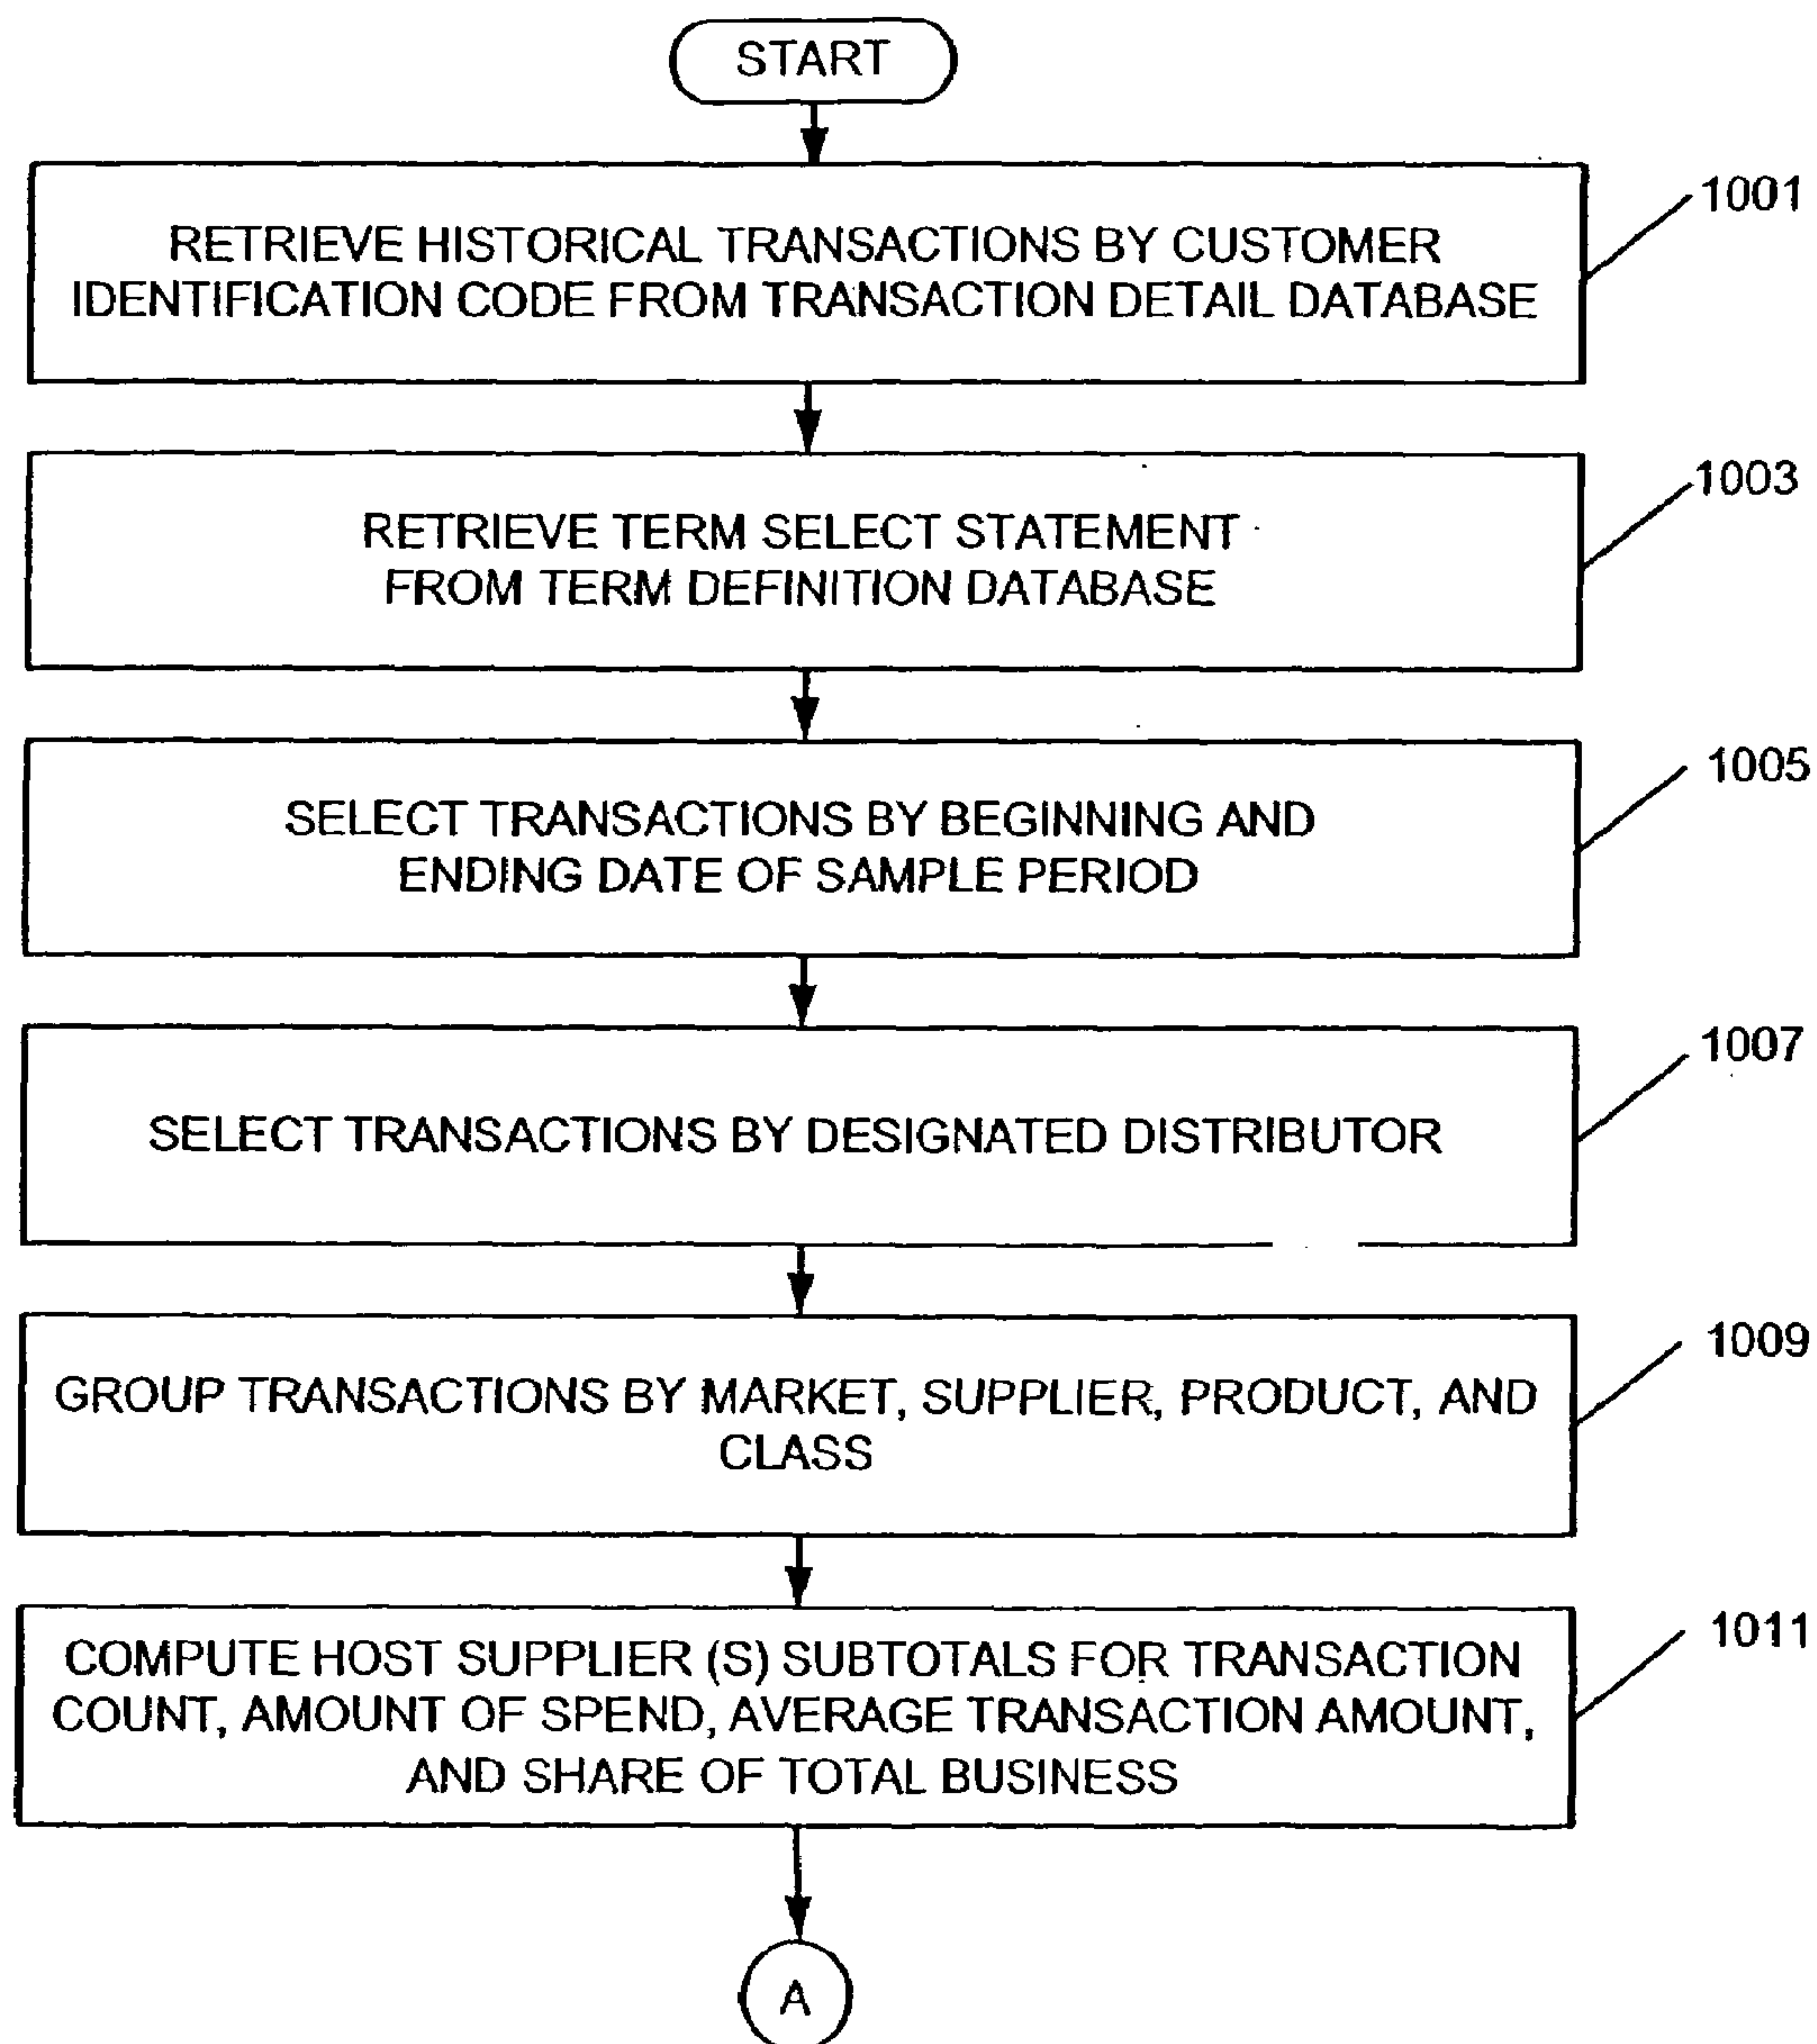 START
1001
RETRIEVE HISTORICAL TRANSACTIONS BY CUSTOMER
IDENTIFICATION CODE FROM TRANSACTION DETAIL DATABASE
1003
RETRIEVE TERM SELECT STATEMENT
FROM TERM DEFINITION DATABASE
1005
SELECT TRANSACTIONS BY BEGINNING AND
ENDING DATE OF SAMPLE PERIOD
1007
SELECT TRANSACTIONS BY DESIGNATED DISTRIBUTOR
1009
GROUP TRANSACTIONS BY MARKET, SUPPLIER, PRODUCT, AND
CLASS
1011
COMPUTE HOST SUPPLIER (S) SUBTOTALS FOR TRANSACTION
COUNT, AMOUNT OF SPEND, AVERAGE TRANSACTION AMOUNT,
AND SHARE OF TOTAL BUSINESS
A